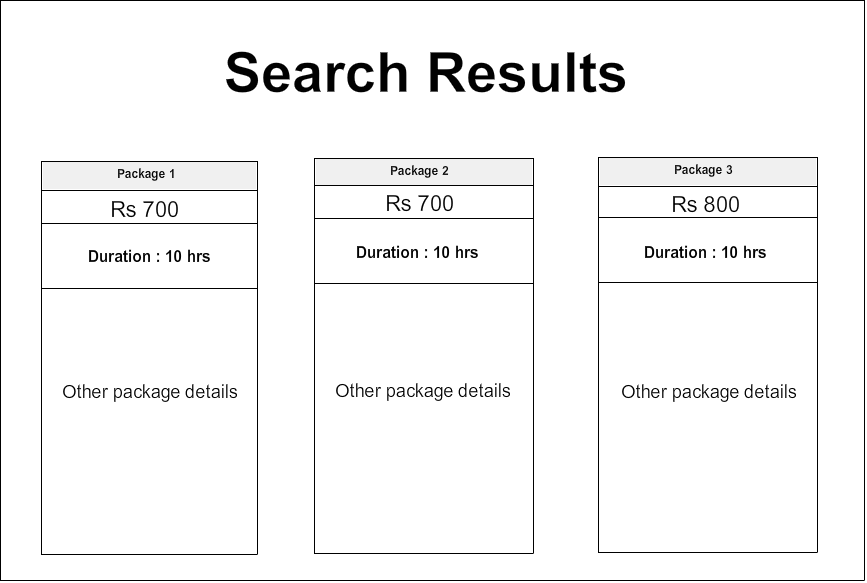 Search Results
Package 1
Rs 700
Duration : 10 hrs
Other package details
Package 2
Rs 700
Duration : 10 hrs
Other package details
Package 3
Rs 800
Duration : 10 hrs
Other package details